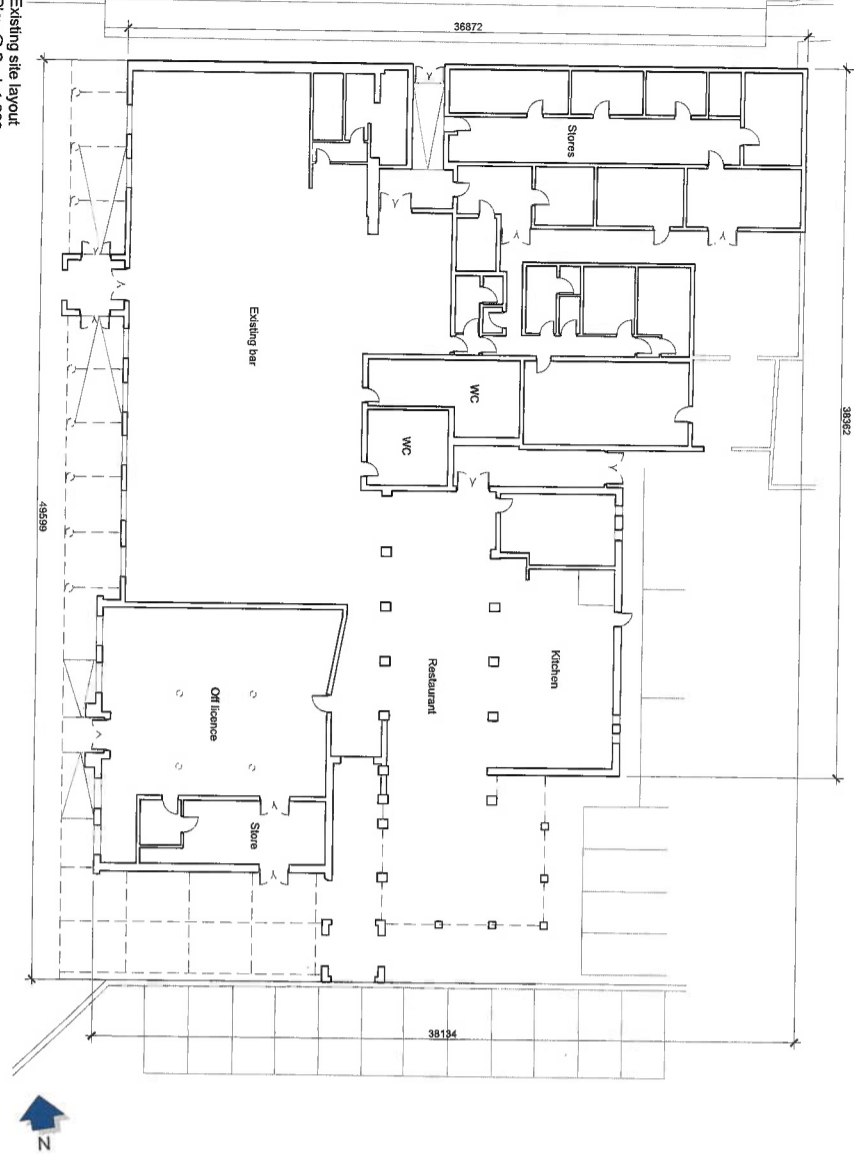 Existing site layout
36872
38362
49599
38134
Stores
Existing bar
WC
WC
Kitchen
Restaurant
Off licence
Store
N